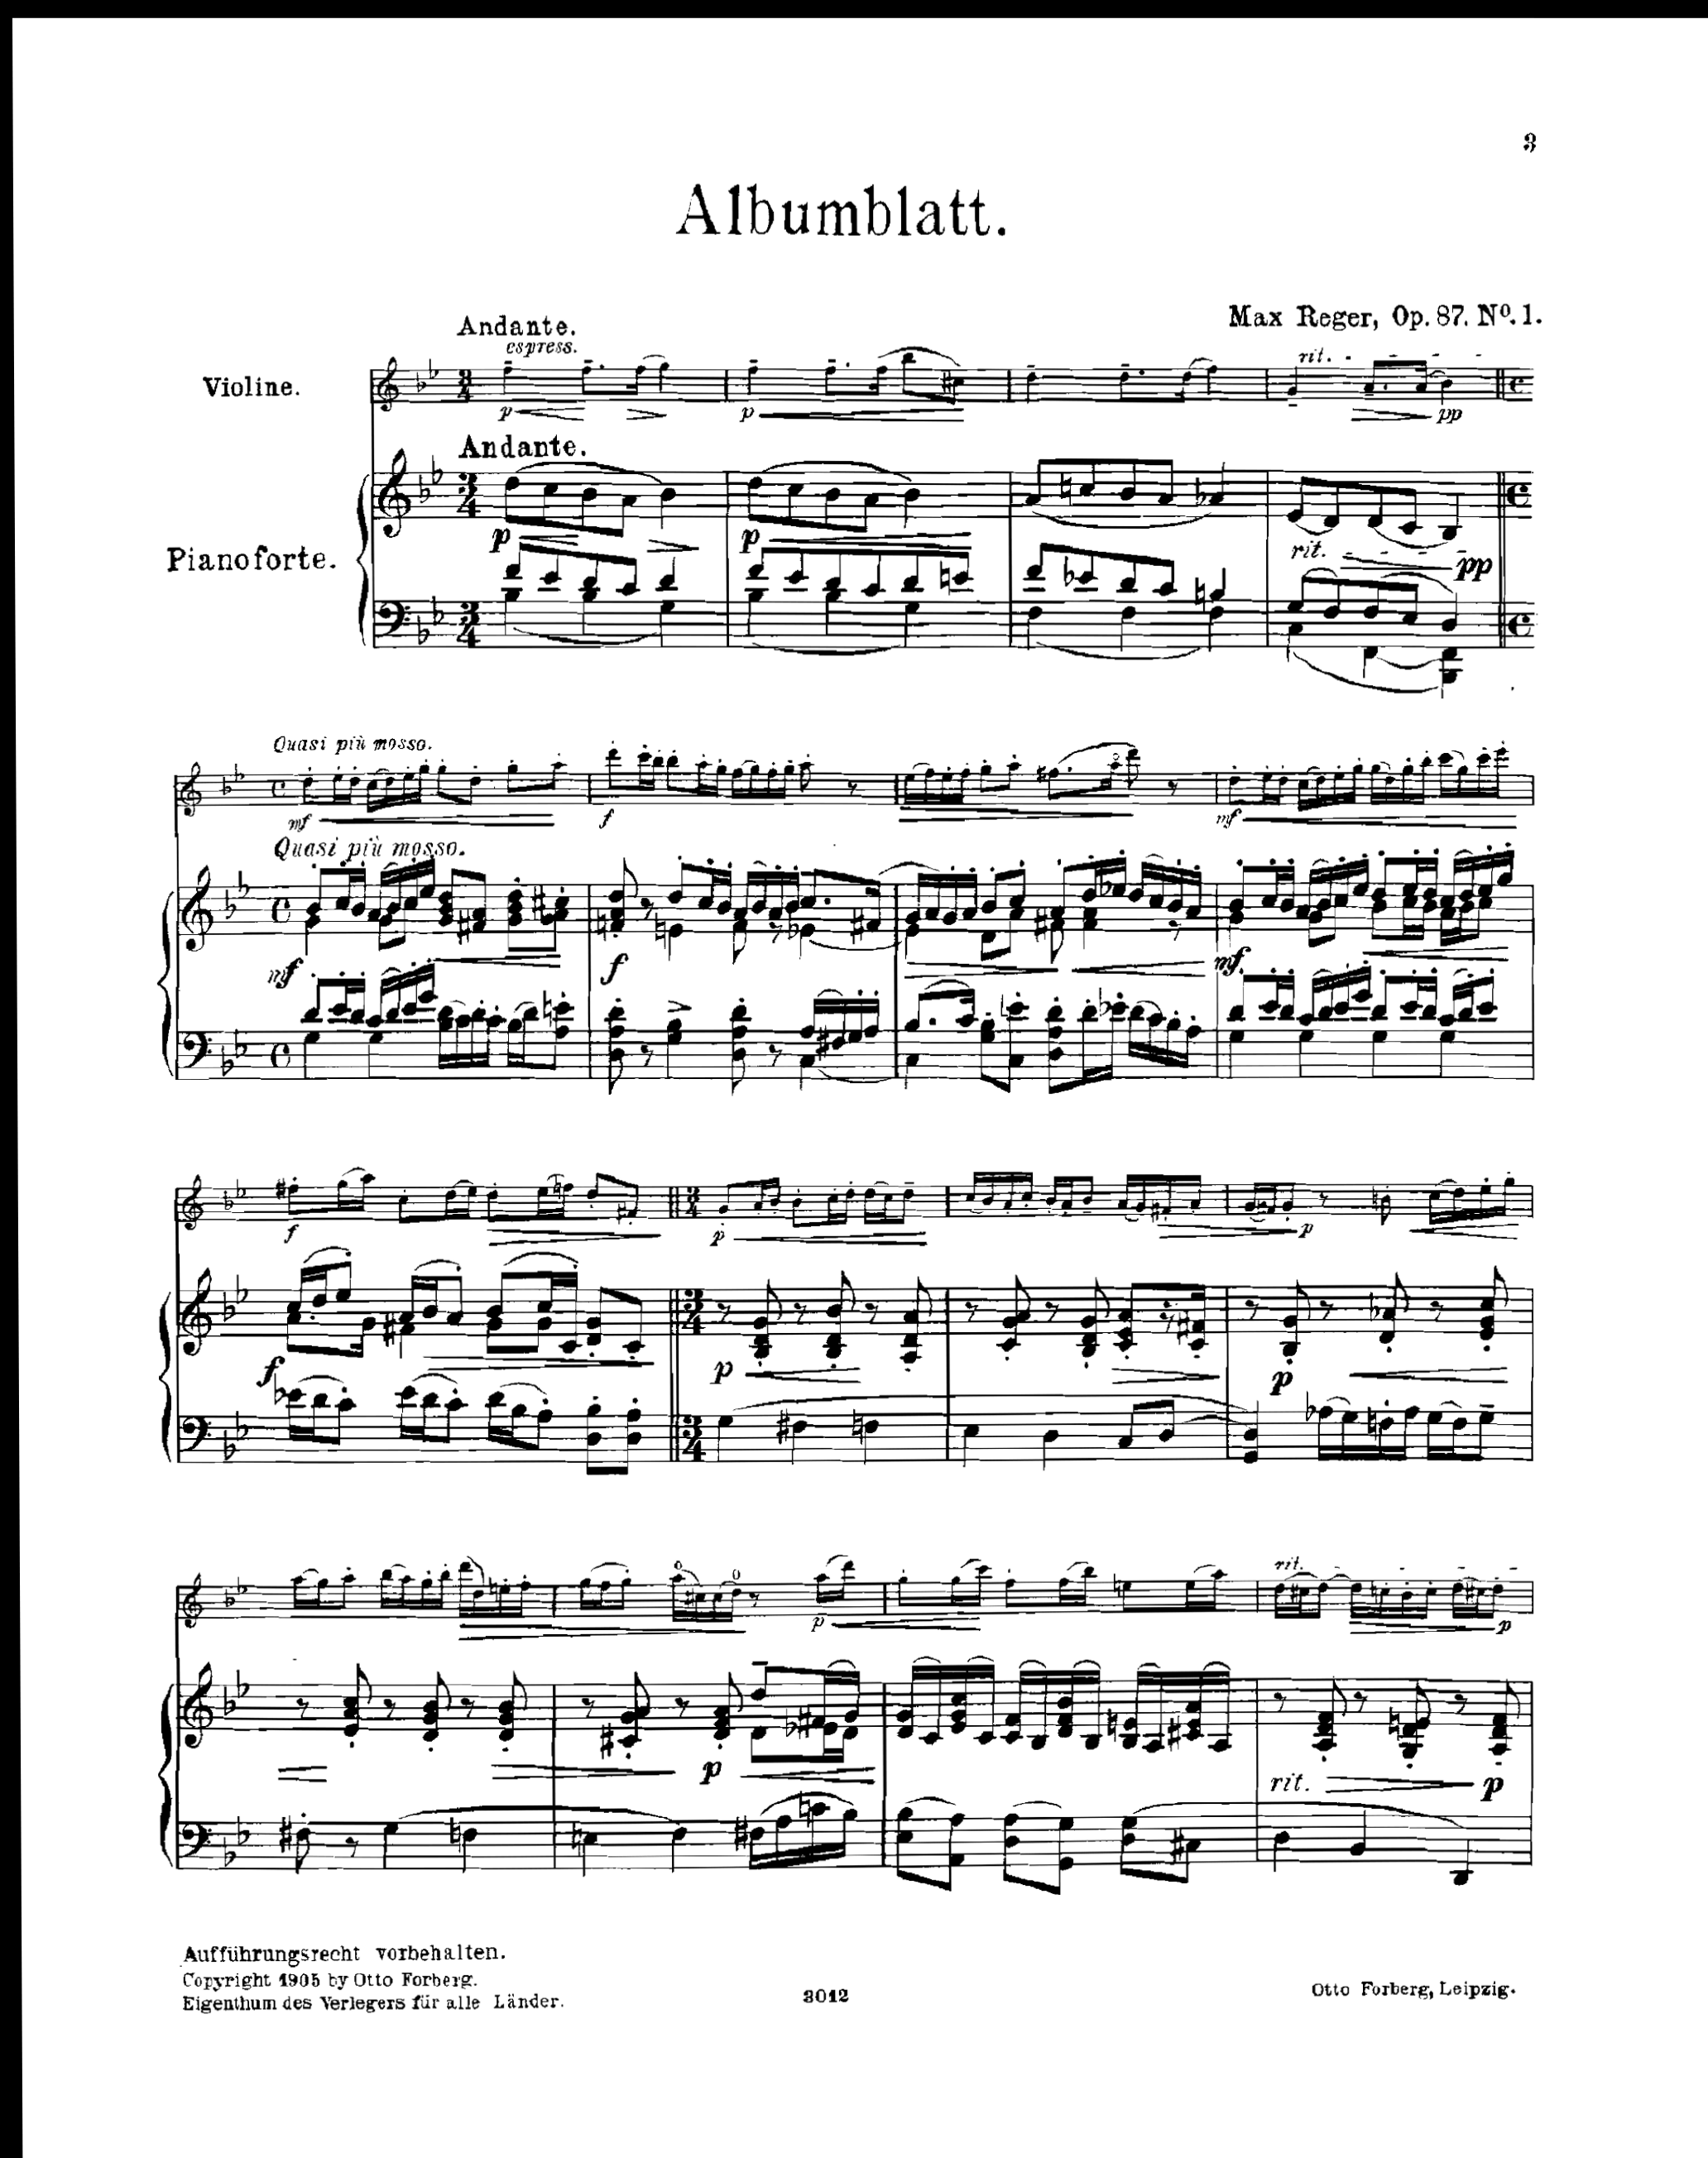 3
Albumblatt.
Max Reger, Op. 87. Nº. 1.
Andante.
espress.
rit.
Violine.
p p pp
Andante.
Pianoforte.
p p rit. pp
Quasi più mosso.
mf f mf
Quasi più mosso.
mf f mf
f p p
f p p
rit.
p p
p rit. p
Aufführungsrecht vorbehalten.
Copyright 1905 by Otto Forberg.
Eigenthum des Verlegers für alle Länder.
3012
Otto Forberg, Leipzig.